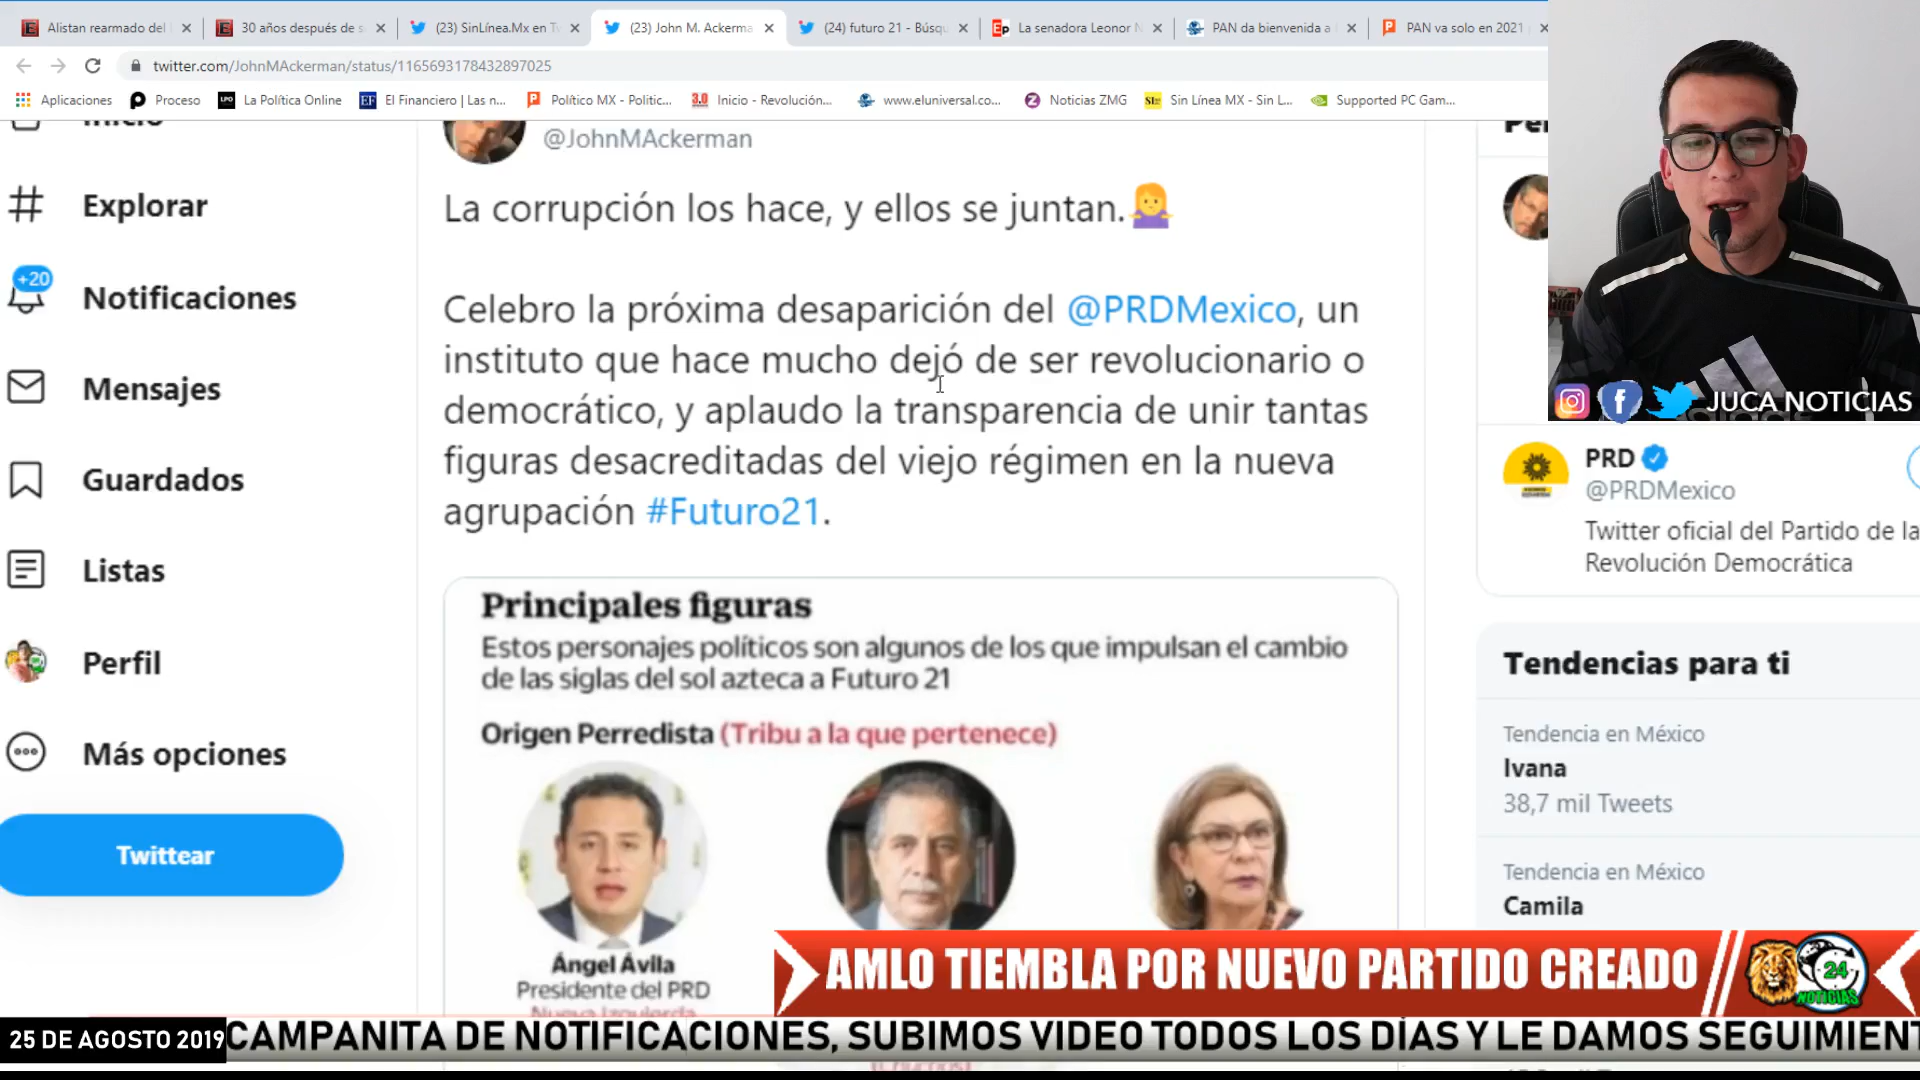 Alistan rearmado del
30 años después de s
(23) SinLínea.Mx en Tw
(23) John M. Ackerma
(24) futuro 21 - Búsqu
La senadora Leonor N
PAN da bienvenida a
PAN va solo en 2021
twitter.com/JohnMAckerman/status/1165693178432897025
Aplicaciones
Proceso
La Política Online
El Financiero | Las n...
Político MX - Politic...
Inicio - Revolución...
www.eluniversal.co...
Noticias ZMG
Sin Línea MX - Sin L...
Supported PC Gam...
Inicio
Explorar
+20
Notificaciones
Mensajes
Guardados
Listas
Perfil
Más opciones
Twittear
@JohnMAckerman
La corrupción los hace, y ellos se juntan.🤷‍♀️
Celebro la próxima desaparición del @PRDMexico, un
instituto que hace mucho dejó de ser revolucionario o
democrático, y aplaudo la transparencia de unir tantas
figuras desacreditadas del viejo régimen en la nueva
agrupación #Futuro21.
Principales figuras
Estos personajes políticos son algunos de los que impulsan el cambio
de las siglas del sol azteca a Futuro 21
Origen Perredista (Tribu a la que pertenece)
Ángel Ávila
Presidente del PRD
Nueva Izquierda
JUCA NOTICIAS
PRD
@PRDMexico
Twitter oficial del Partido de la
Revolución Democrática
Tendencias para ti
Tendencia en México
Ivana
38,7 mil Tweets
Tendencia en México
Camila
AMLO TIEMBLA POR NUEVO PARTIDO CREADO
24
NOTICIAS
25 DE AGOSTO 2019
CAMPANITA DE NOTIFICACIONES, SUBIMOS VIDEO TODOS LOS DÍAS Y LE DAMOS SEGUIMIENT